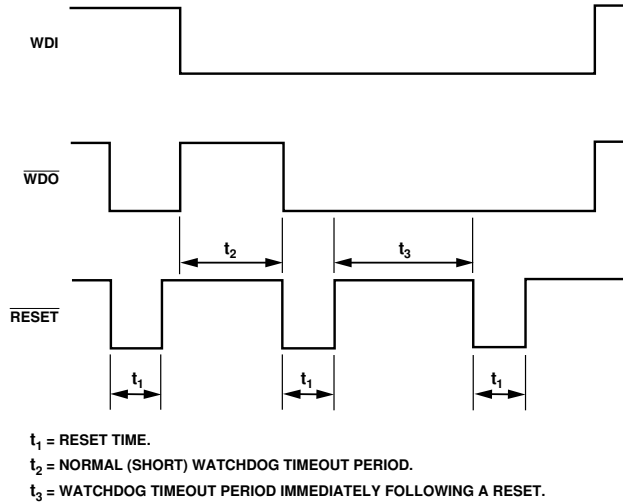 WDI
WDO
t2 t3
RESET
t1 t1 t1
t1 = RESET TIME.
t2 = NORMAL (SHORT) WATCHDOG TIMEOUT PERIOD.
t3 = WATCHDOG TIMEOUT PERIOD IMMEDIATELY FOLLOWING A RESET.